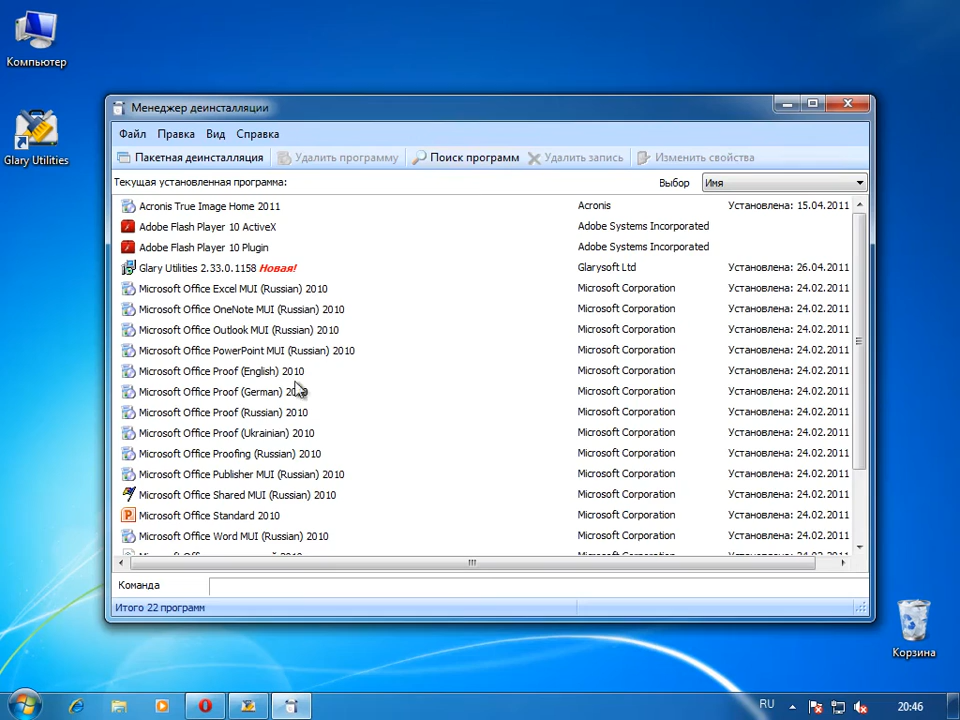 Компьютер
Glary Utilities
Менеджер деинсталляции
Файл Правка Вид Справка
Пакетная деинсталляция Удалить программу Поиск программ Удалить запись Изменить свойства
Текущая установленная программа: Выбор Имя
Acronis True Image Home 2011 Acronis Установлена: 15.04.2011
Adobe Flash Player 10 ActiveX Adobe Systems Incorporated
Adobe Flash Player 10 Plugin Adobe Systems Incorporated
Glary Utilities 2.33.0.1158 Новая! Glarysoft Ltd Установлена: 26.04.2011
Microsoft Office Excel MUI (Russian) 2010 Microsoft Corporation Установлена: 24.02.2011
Microsoft Office OneNote MUI (Russian) 2010 Microsoft Corporation Установлена: 24.02.2011
Microsoft Office Outlook MUI (Russian) 2010 Microsoft Corporation Установлена: 24.02.2011
Microsoft Office PowerPoint MUI (Russian) 2010 Microsoft Corporation Установлена: 24.02.2011
Microsoft Office Proof (English) 2010 Microsoft Corporation Установлена: 24.02.2011
Microsoft Office Proof (German) 2010 Microsoft Corporation Установлена: 24.02.2011
Microsoft Office Proof (Russian) 2010 Microsoft Corporation Установлена: 24.02.2011
Microsoft Office Proof (Ukrainian) 2010 Microsoft Corporation Установлена: 24.02.2011
Microsoft Office Proofing (Russian) 2010 Microsoft Corporation Установлена: 24.02.2011
Microsoft Office Publisher MUI (Russian) 2010 Microsoft Corporation Установлена: 24.02.2011
Microsoft Office Shared MUI (Russian) 2010 Microsoft Corporation Установлена: 24.02.2011
Microsoft Office Standard 2010 Microsoft Corporation Установлена: 24.02.2011
Microsoft Office Word MUI (Russian) 2010 Microsoft Corporation Установлена: 24.02.2011
Команда
Итого 22 программ
Корзина
RU 20:46